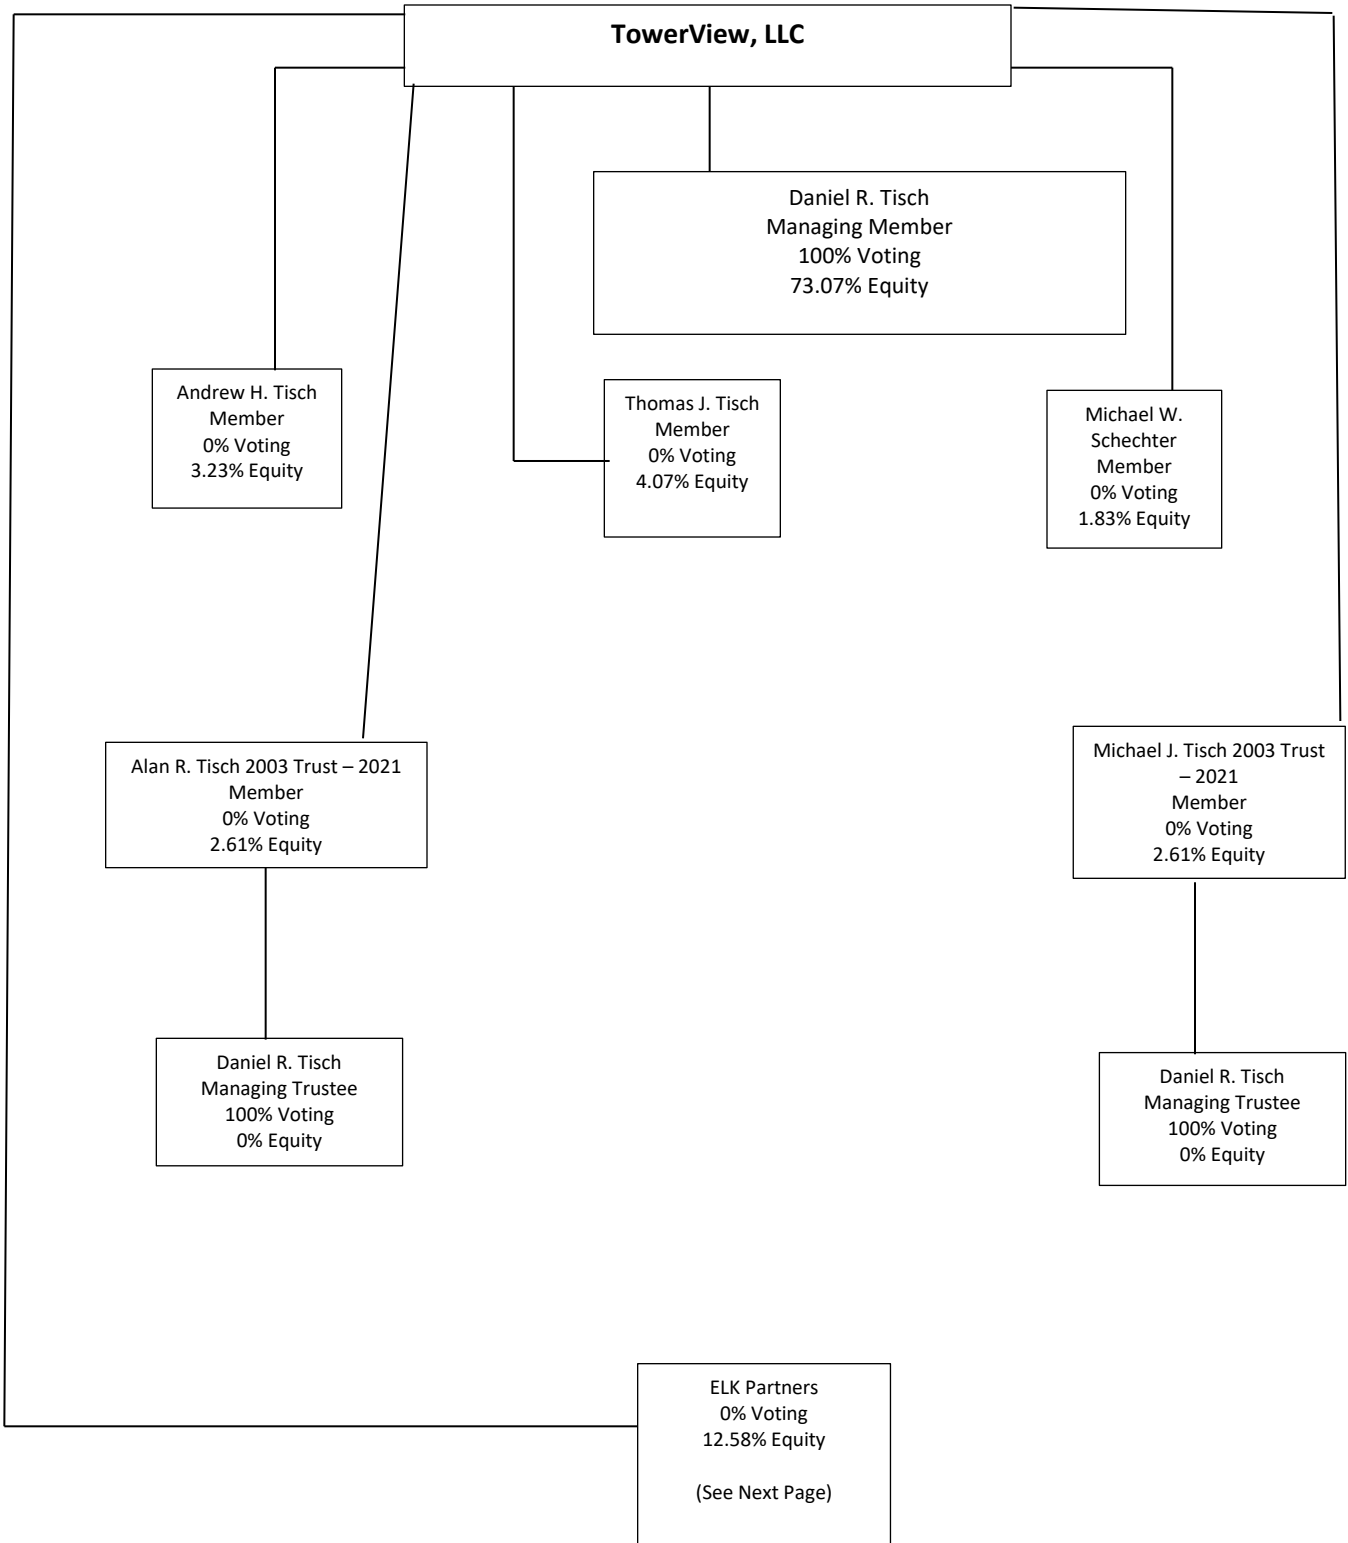 TowerView, LLC
Daniel R. Tisch
Managing Member
100% Voting
73.07% Equity
Andrew H. Tisch
Member
0% Voting
3.23% Equity
Thomas J. Tisch
Member
0% Voting
4.07% Equity
Michael W.
Schechter
Member
0% Voting
1.83% Equity
Alan R. Tisch 2003 Trust – 2021
Member
0% Voting
2.61% Equity
Michael J. Tisch 2003 Trust
– 2021
Member
0% Voting
2.61% Equity
Daniel R. Tisch
Managing Trustee
100% Voting
0% Equity
Daniel R. Tisch
Managing Trustee
100% Voting
0% Equity
ELK Partners
0% Voting
12.58% Equity
(See Next Page)